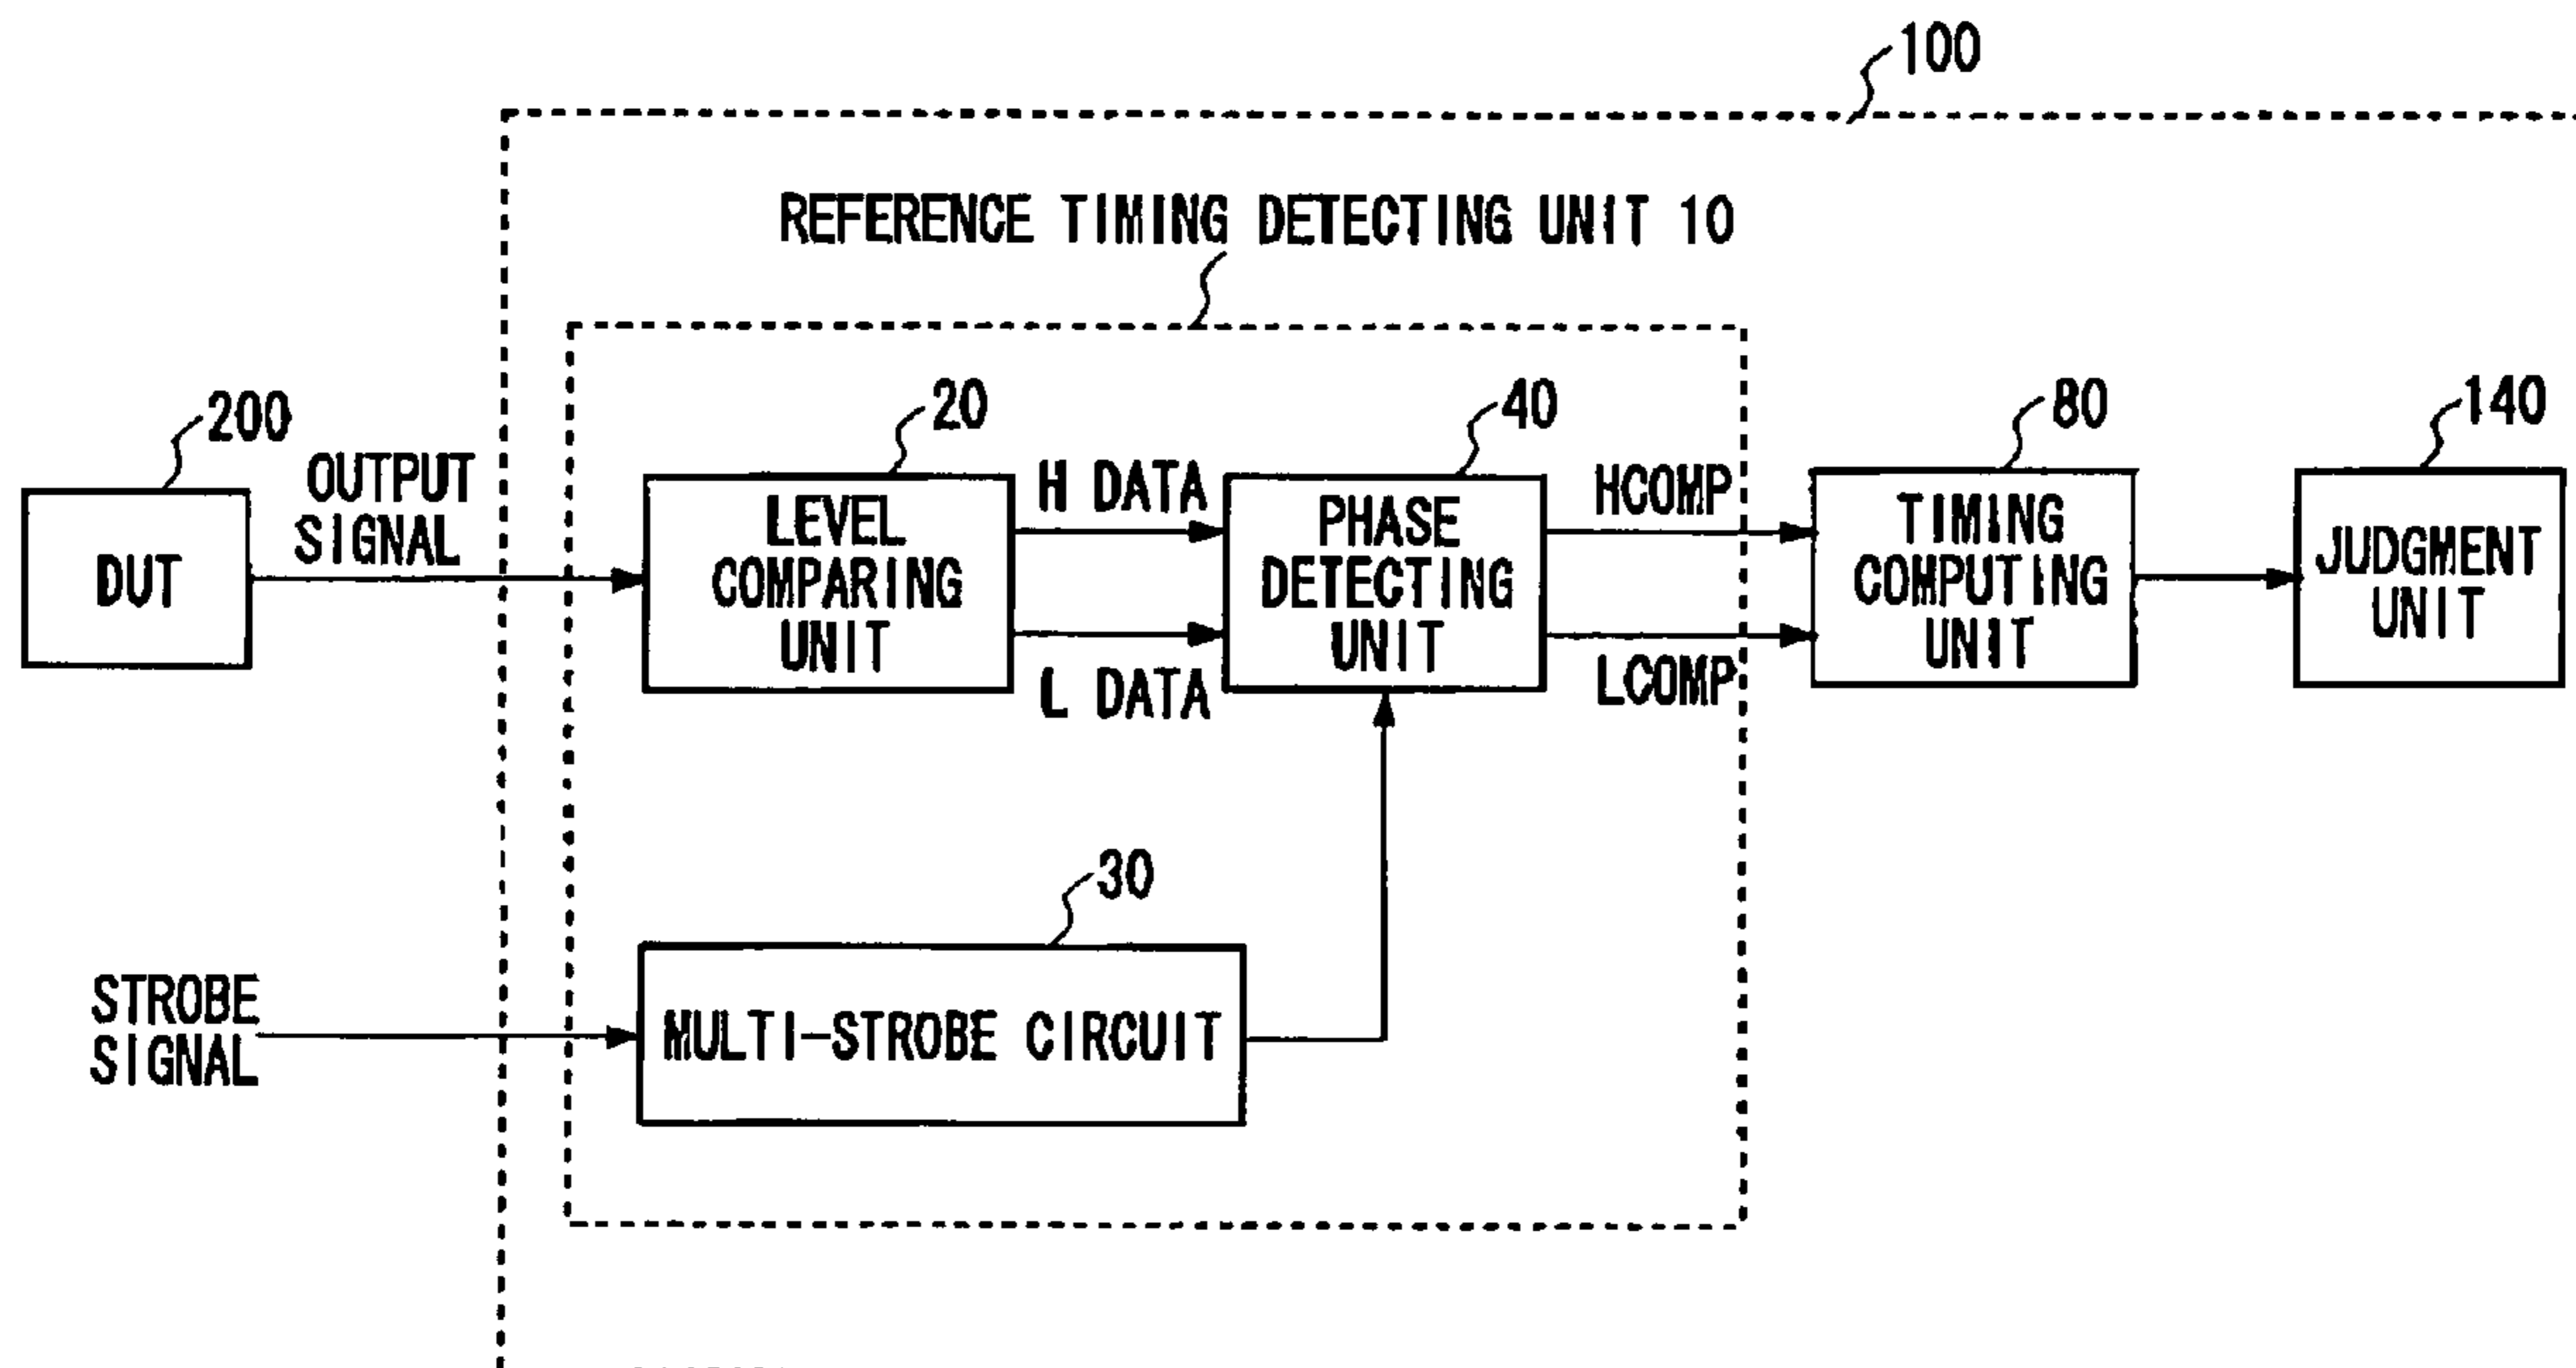 100
REFERENCE TIMING DETECTING UNIT 10
200
OUTPUT
SIGNAL
DUT
20
LEVEL
COMPARING
UNIT
H DATA
L DATA
40
PHASE
DETECTING
UNIT
HCOMP
LCOMP
80
TIMING
COMPUTING
UNIT
140
JUDGMENT
UNIT
30
STROBE
SIGNAL
MULTI-STROBE CIRCUIT